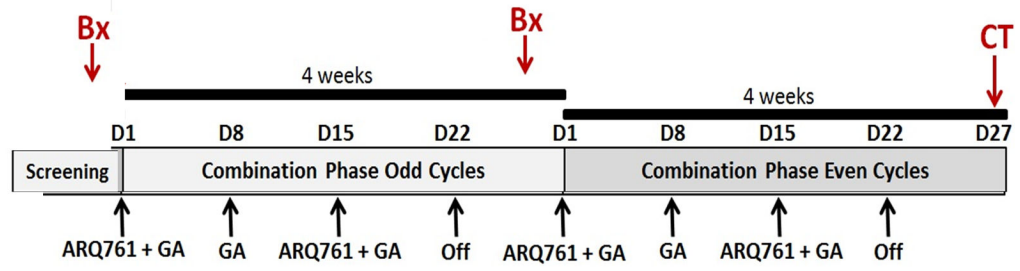 Bx
Bx
CT
4 weeks
4 weeks
D1 D8 D15 D22 D1 D8 D15 D22 D27
Screening Combination Phase Odd Cycles Combination Phase Even Cycles
ARQ761 + GA GA ARQ761 + GA Off ARQ761 + GA GA ARQ761 + GA Off